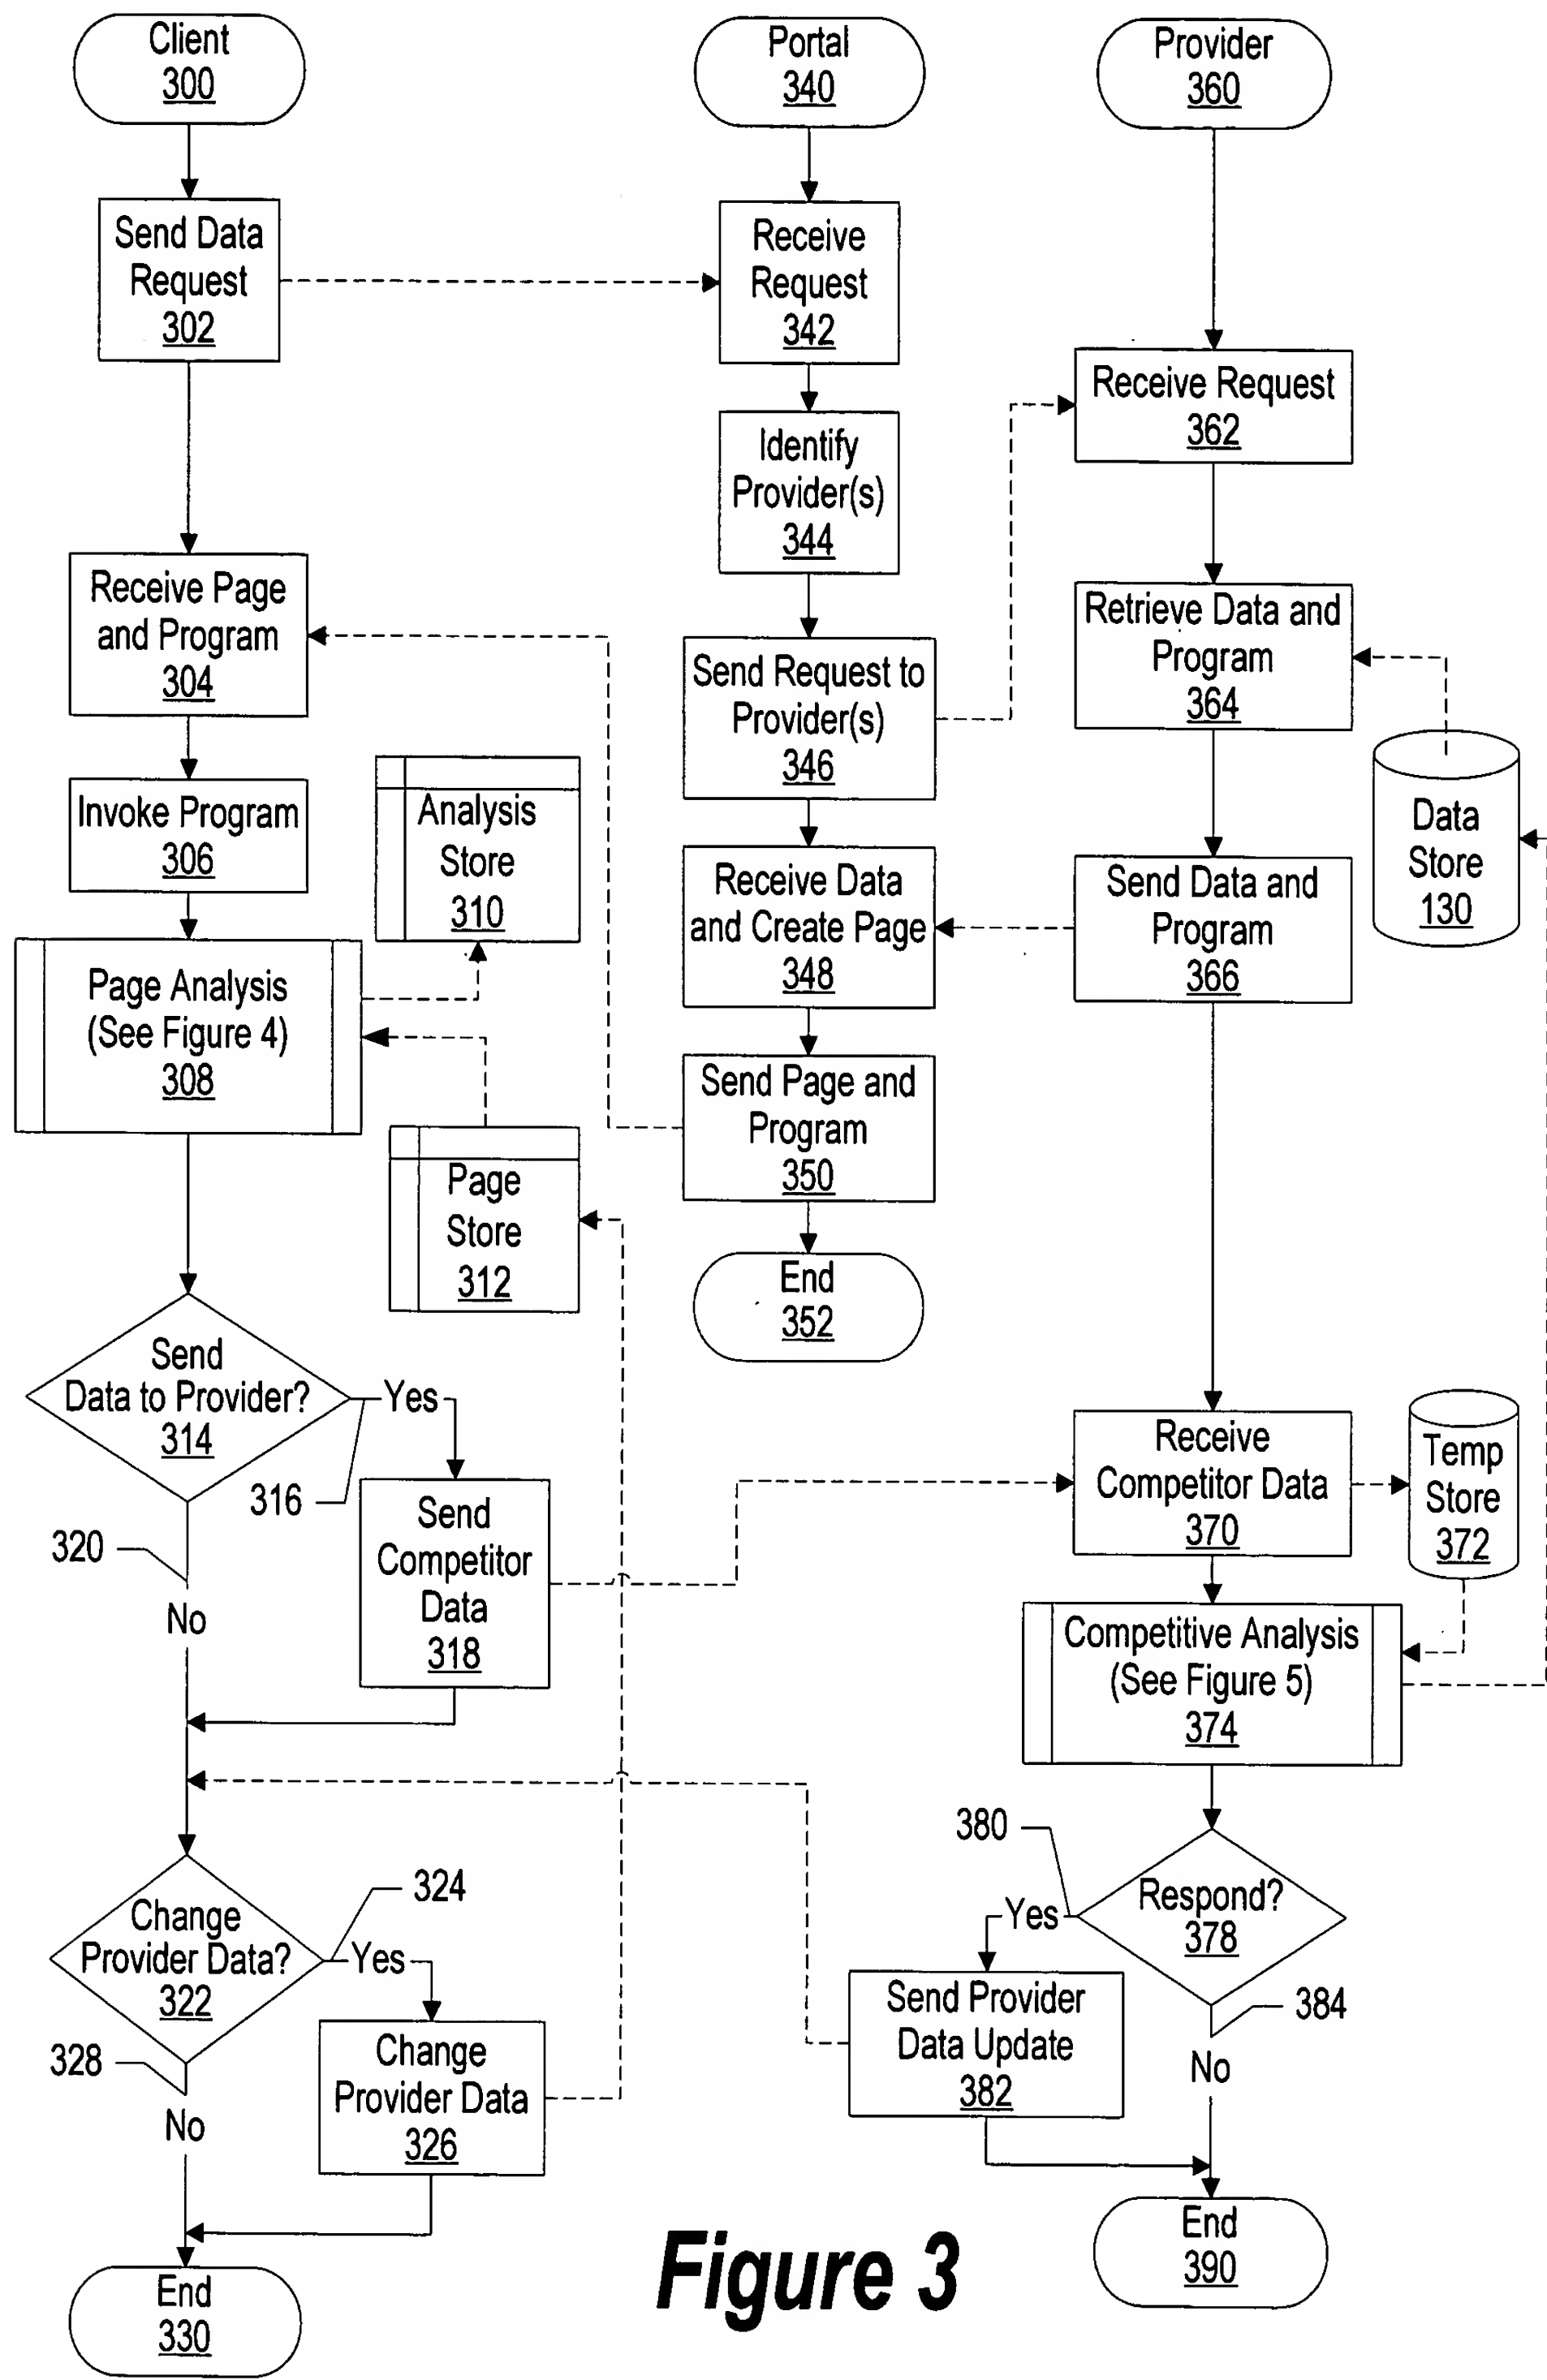 Client
300
Send Data
Request
302
Receive Page
and Program
304
Invoke Program
306
Page Analysis
(See Figure 4)
308
Analysis
Store
310
Page
Store
312
Send
Data to Provider?
314
Yes
316
Send
Competitor
Data
318
320
No
Change
Provider Data?
322
324
Yes
Change
Provider Data
326
328
No
End
330
Portal
340
Receive
Request
342
Identify
Provider(s)
344
Send Request to
Provider(s)
346
Receive Data
and Create Page
348
Send Page and
Program
350
End
352
Provider
360
Receive Request
362
Retrieve Data and
Program
364
Data
Store
130
Send Data and
Program
366
Receive
Competitor Data
370
Temp
Store
372
Competitive Analysis
(See Figure 5)
374
Respond?
378
380
Yes
Send Provider
Data Update
382
384
No
End
390
Figure 3